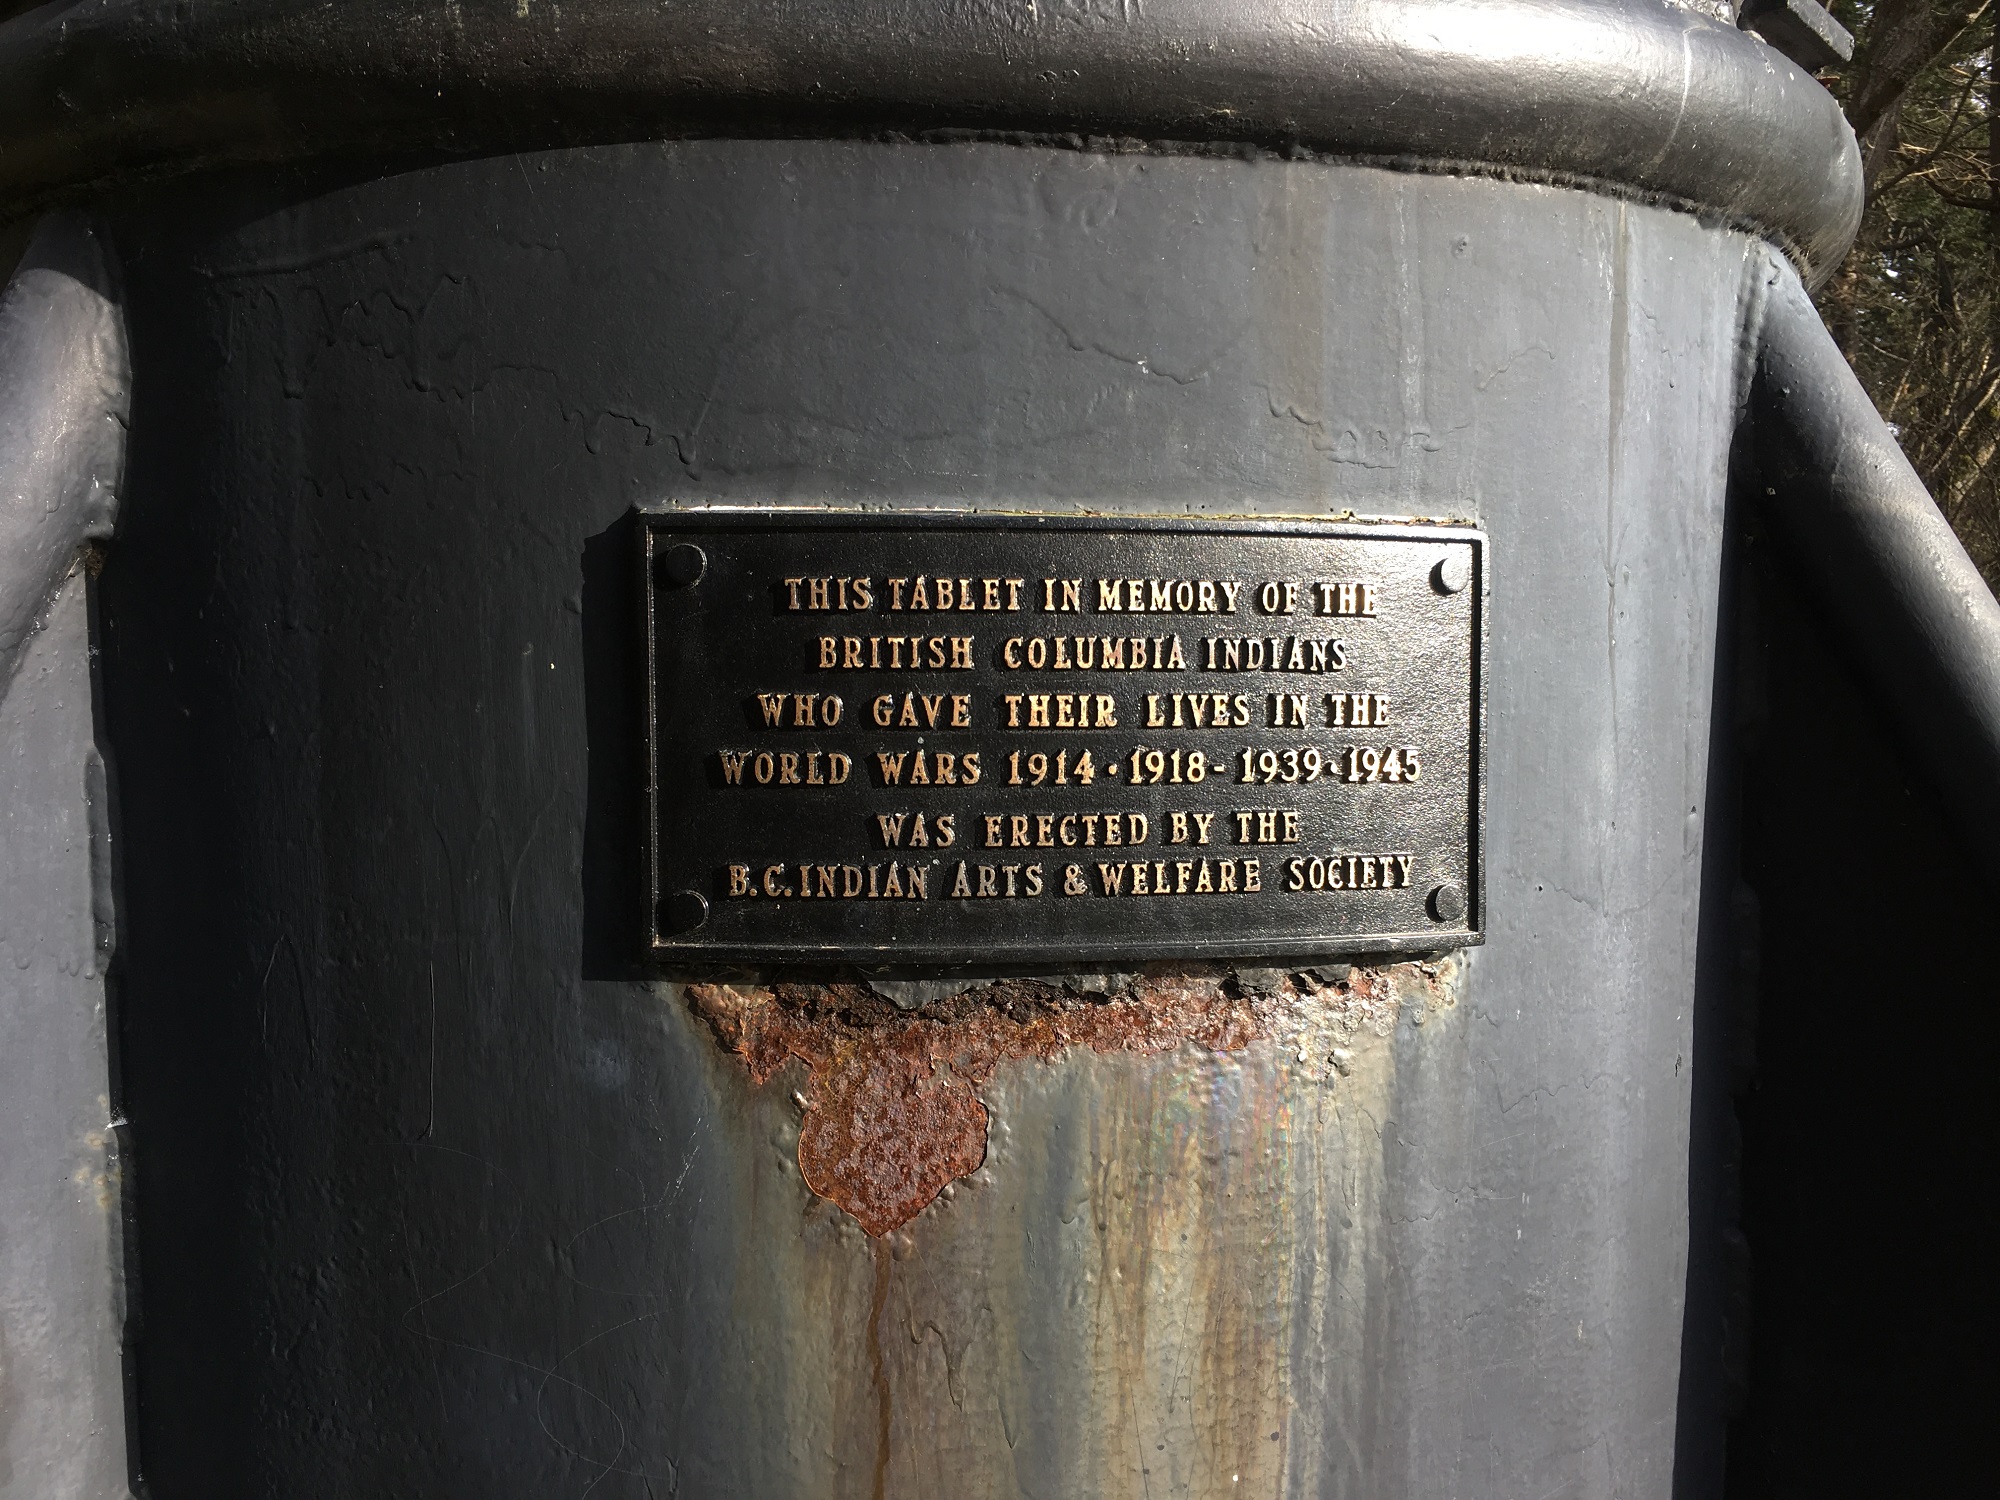 THIS TABLET IN MEMORY OF THE
BRITISH COLUMBIA INDIANS
WHO GAVE THEIR LIVES IN THE
WORLD WARS 1914 · 1918 - 1939 · 1945
WAS ERECTED BY THE
B.C. INDIAN ARTS & WELFARE SOCIETY